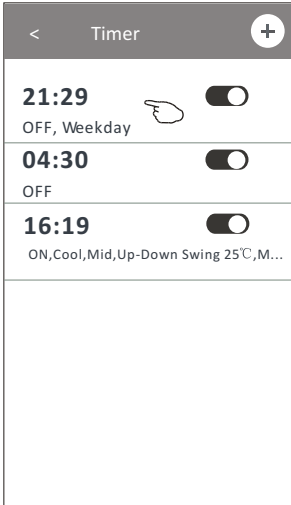 < Timer +
21:29
OFF, Weekday
04:30
OFF
16:19
ON,Cool,Mid,Up-Down Swing 25℃,M...